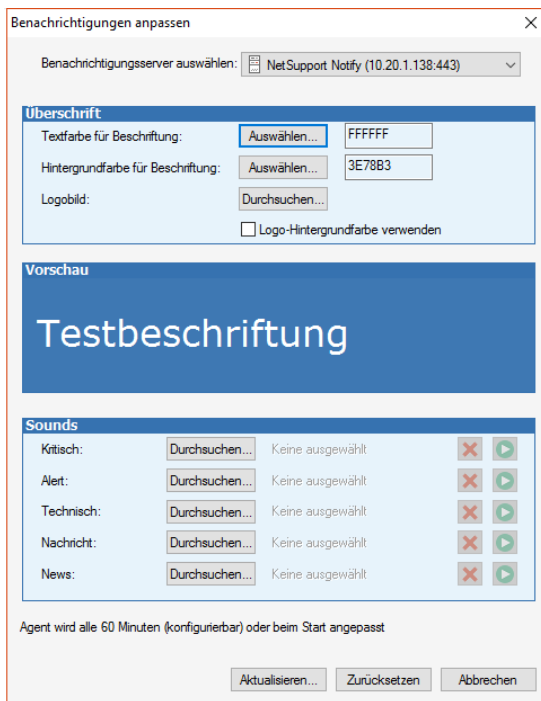 Benachrichtigungen anpassen
Benachrichtigungsserver auswählen: NetSupport Notify (10.20.1.138:443)
Überschrift
Textfarbe für Beschriftung: Auswählen... FFFFFF
Hintergrundfarbe für Beschriftung: Auswählen... 3E78B3
Logobild: Durchsuchen...
Logo-Hintergrundfarbe verwenden
Vorschau
Testbeschriftung
Sounds
Kritisch: Durchsuchen... Keine ausgewählt
Alert: Durchsuchen... Keine ausgewählt
Technisch: Durchsuchen... Keine ausgewählt
Nachricht: Durchsuchen... Keine ausgewählt
News: Durchsuchen... Keine ausgewählt
Agent wird alle 60 Minuten (konfigurierbar) oder beim Start angepasst
Aktualisieren... Zurücksetzen Abbrechen